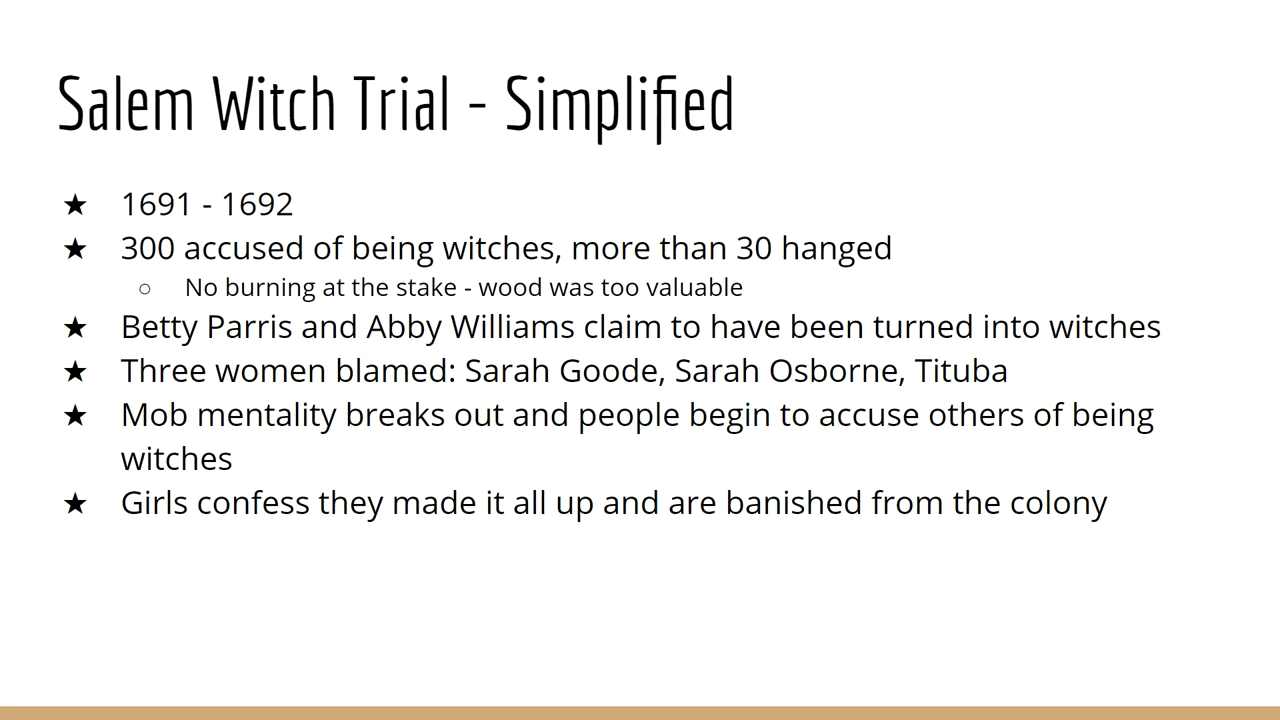 Salem Witch Trial - Simplified
★ 1691 - 1692
★ 300 accused of being witches, more than 30 hanged
○ No burning at the stake - wood was too valuable
★ Betty Parris and Abby Williams claim to have been turned into witches
★ Three women blamed: Sarah Goode, Sarah Osborne, Tituba
★ Mob mentality breaks out and people begin to accuse others of being
witches
★ Girls confess they made it all up and are banished from the colony